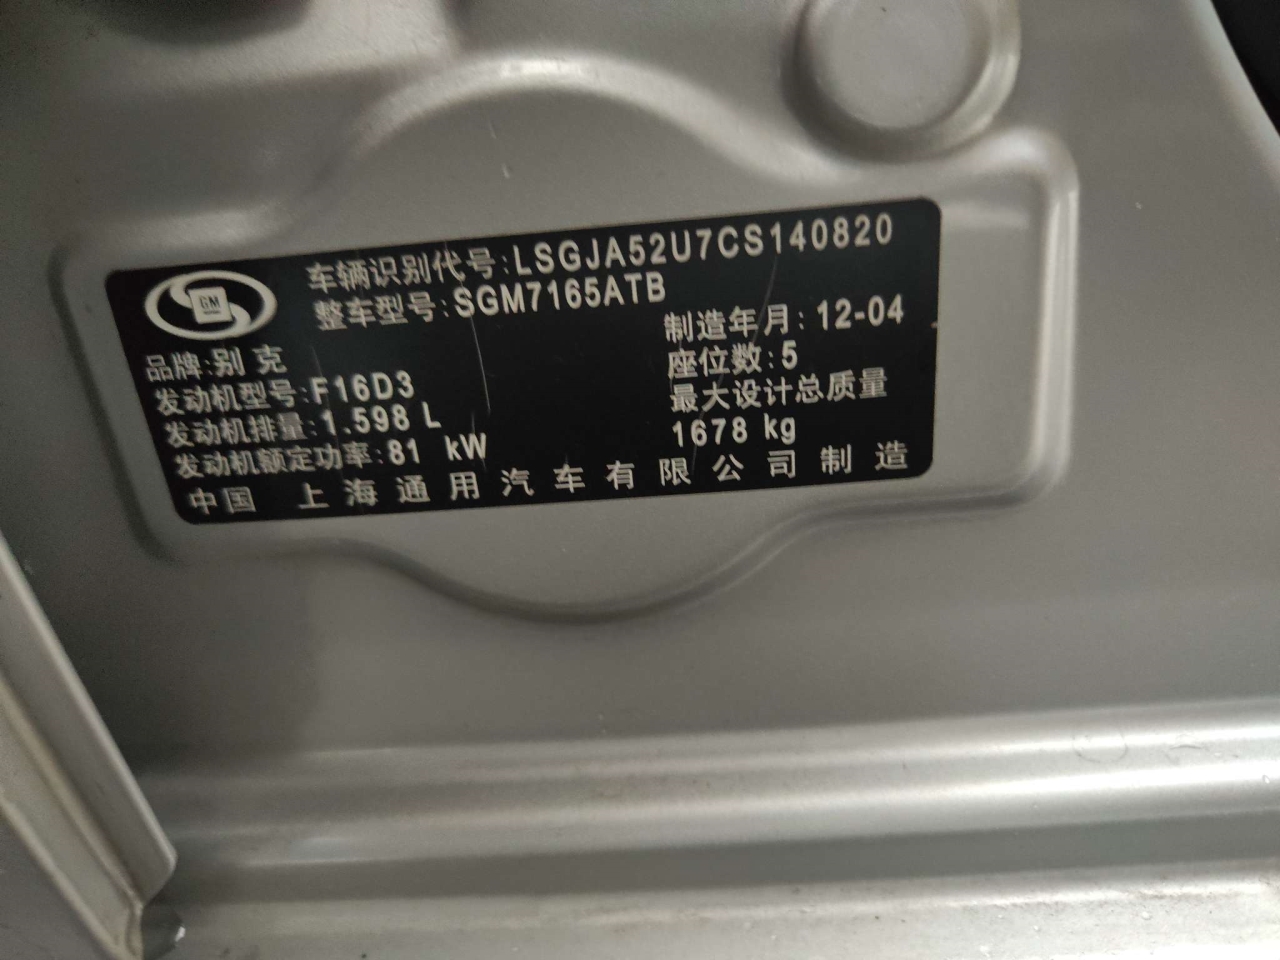 GM
车辆识别代号:LSGJA52U7CS140820
整车型号:SGM7165ATB
品牌:别克
制造年月:12-04
发动机型号:F16D3
座位数:5
发动机排量:1.598 L
最大设计总质量
发动机额定功率:81 kW
1678 kg
中国 上海通用汽车有限公司制造